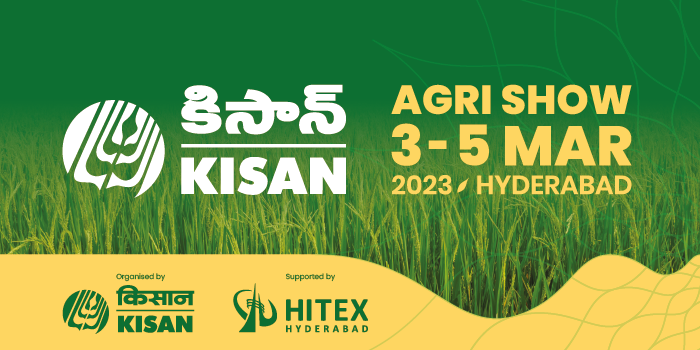 కిసాన్
KISAN
AGRI SHOW
3-5 MAR
2023 HYDERABAD
Organised by
किसान
KISAN
Supported by
HITEX
HYDERABAD